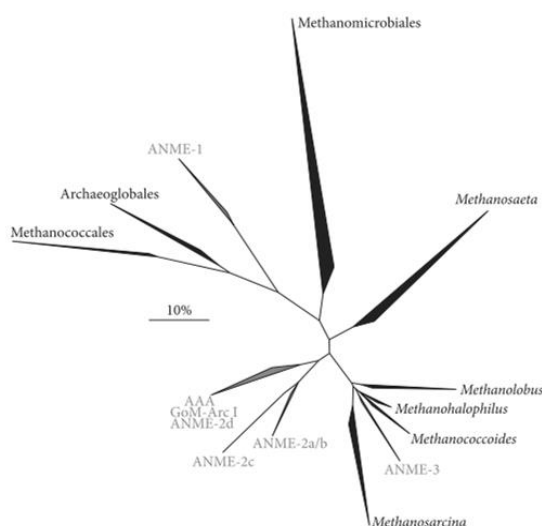 Methanomicrobiales
ANME-1
Archaeoglobales
Methanosaeta
Methanococcales
10%
Methanolobus
AAA
Methanohalophilus
GoM-Arc I
ANME-2d
Methanococcoides
ANME-2a/b
ANME-2c
ANME-3
Methanosarcina